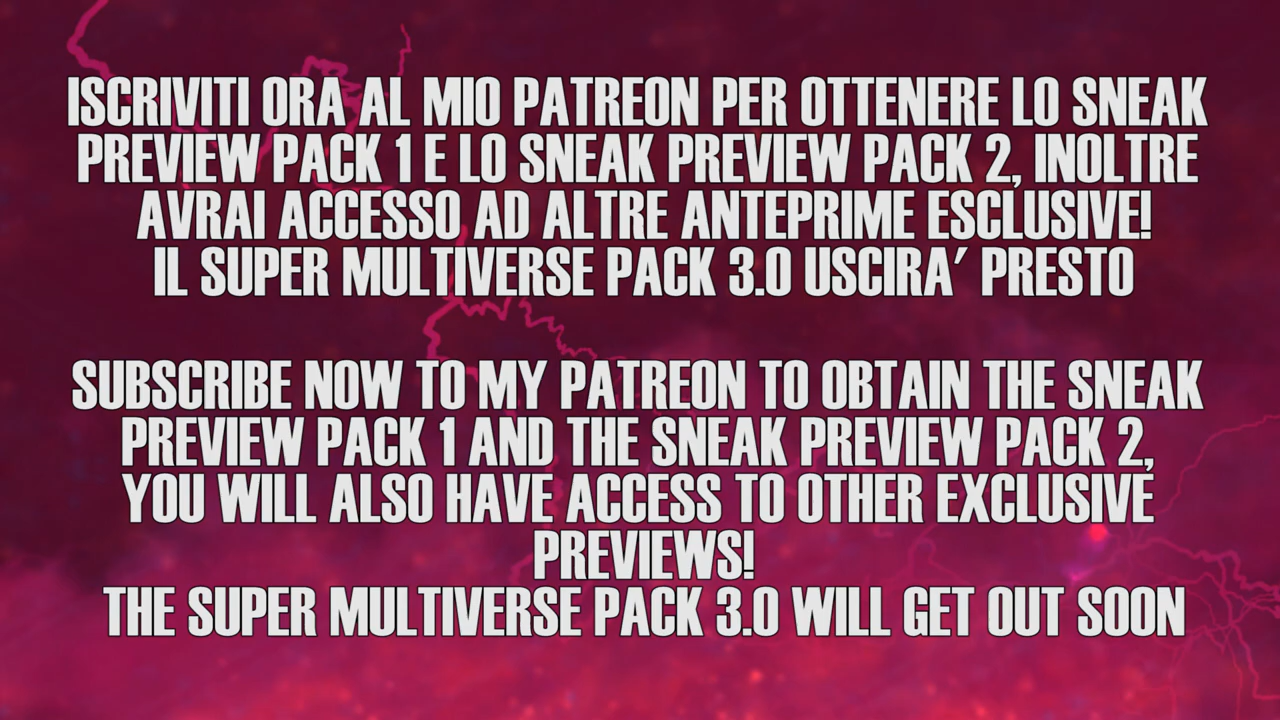 ISCRIVITI ORA AL MIO PATREON PER OTTENERE LO SNEAK
PREVIEW PACK 1 E LO SNEAK PREVIEW PACK 2, INOLTRE
AVRAI ACCESSO AD ALTRE ANTEPRIME ESCLUSIVE!
IL SUPER MULTIVERSE PACK 3.0 USCIRA' PRESTO
SUBSCRIBE NOW TO MY PATREON TO OBTAIN THE SNEAK
PREVIEW PACK 1 AND THE SNEAK PREVIEW PACK 2,
YOU WILL ALSO HAVE ACCESS TO OTHER EXCLUSIVE
PREVIEWS!
THE SUPER MULTIVERSE PACK 3.0 WILL GET OUT SOON